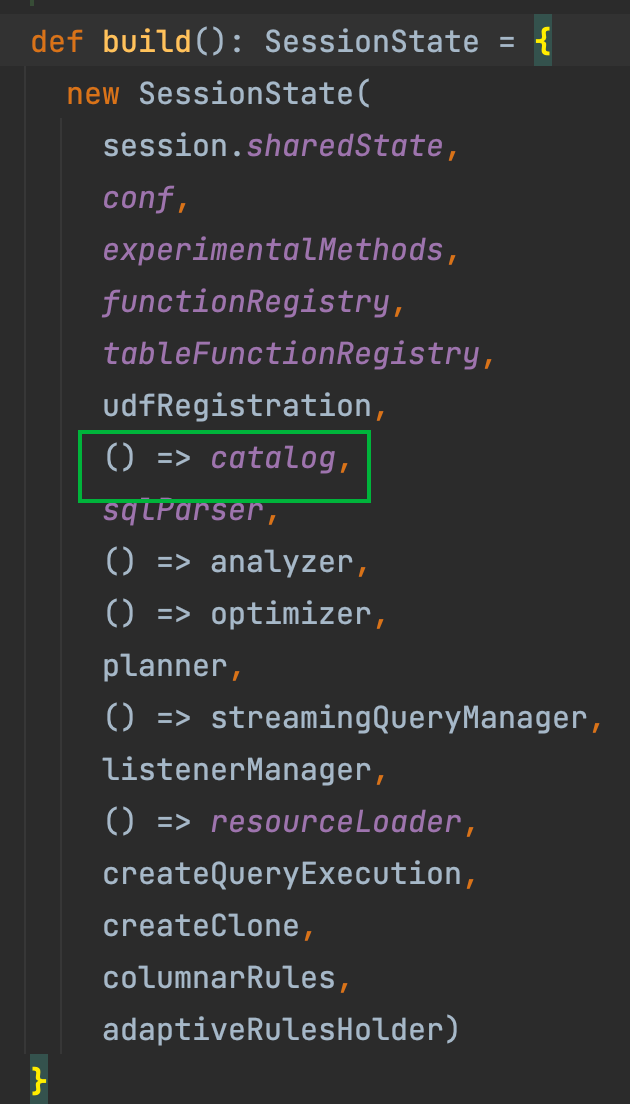 def build(): SessionState = {
new SessionState(
session.sharedState,
conf,
experimentalMethods,
functionRegistry,
tableFunctionRegistry,
udfRegistration,
() => catalog,
sqlParser,
() => analyzer,
() => optimizer,
planner,
() => streamingQueryManager,
listenerManager,
() => resourceLoader,
createQueryExecution,
createClone,
columnarRules,
adaptiveRulesHolder)
}